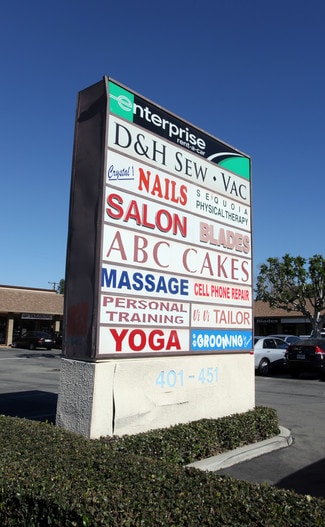 enterprise
rent-a-car
D&H SEW • VAC
Crystal's
NAILS
SEQUOIA
PHYSICAL THERAPY
SALON
BLADES
ABC CAKES
MASSAGE
CELL PHONE REPAIR
PERSONAL
TRAINING
TAILOR
YOGA
GROOMING
401 - 451